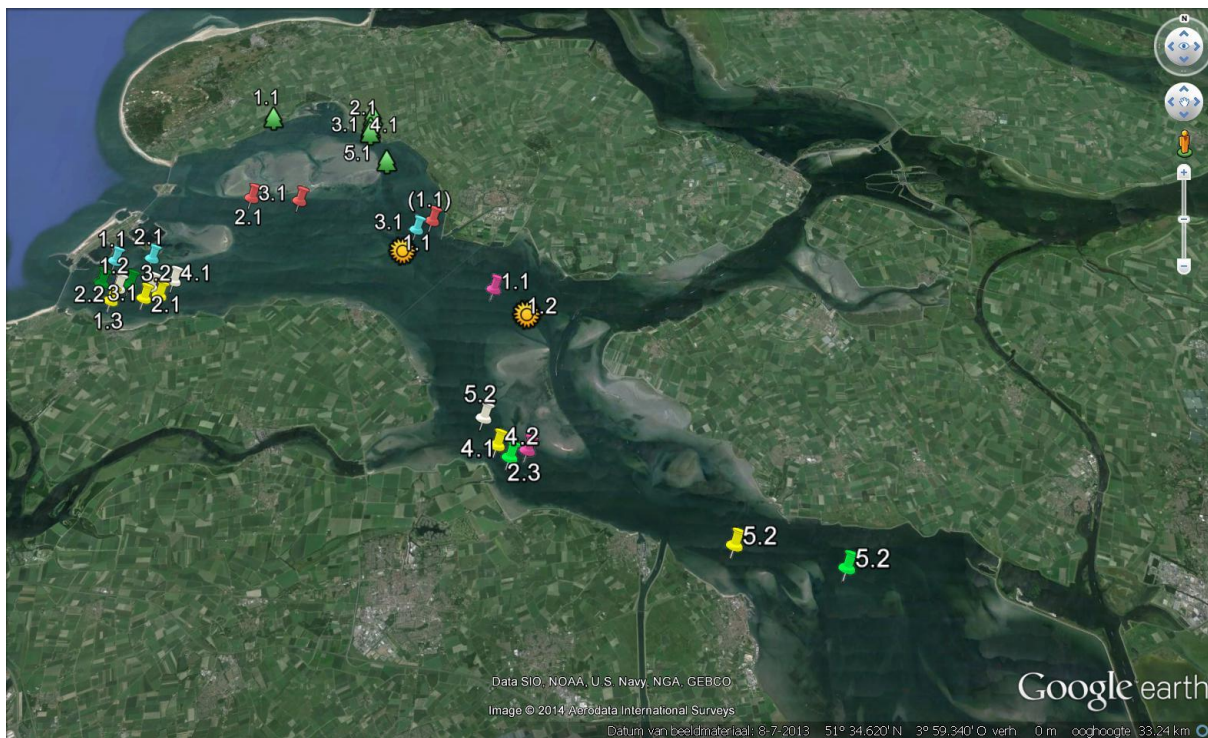 N
1.1
2.1
3.1 4.1
5.1
3.1
2.1
(1.1)
3.1
1.1
1.1 2.1
1.2 3.2 4.1
2.2 3.1 2.1
1.3
1.1
1.2
5.2
4.1 4.2
2.3
5.2
5.2
Data SIO, NOAA, U.S. Navy, NGA, GEBCO
Image © 2014 Aerodata International Surveys
Google earth
Datum van beeldmateriaal: 8-7-2013 51° 34.620' N 3° 59.340' O verh 0 m ooghoogte 33.24 km